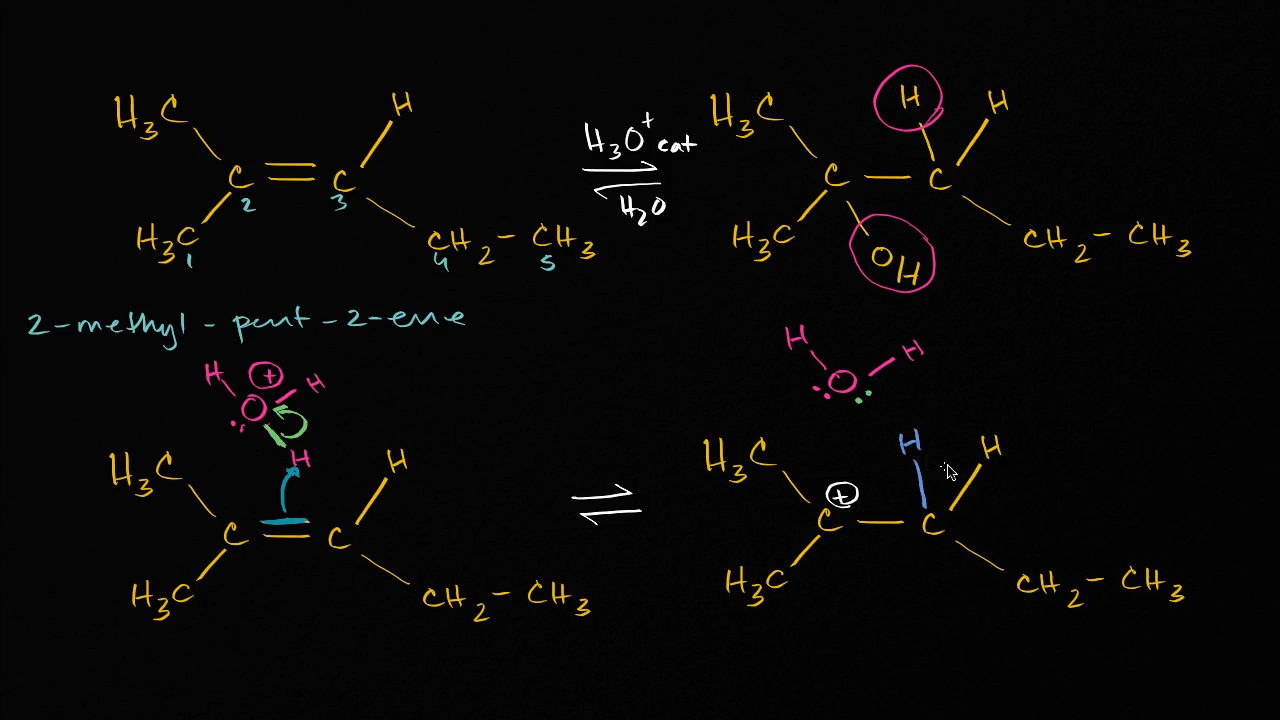 H₃C H H₃O⁺ cat H₃C H H
C = C H₂O C — C
2 3
H₃C CH₂ – CH₃ H₃C OH CH₂ – CH₃
1 4 5
2-methyl-pent-2-ene
H + H H H
O O
H
H₃C H H₃C H H
+
C = C C — C
H₃C CH₂ – CH₃ H₃C CH₂ – CH₃